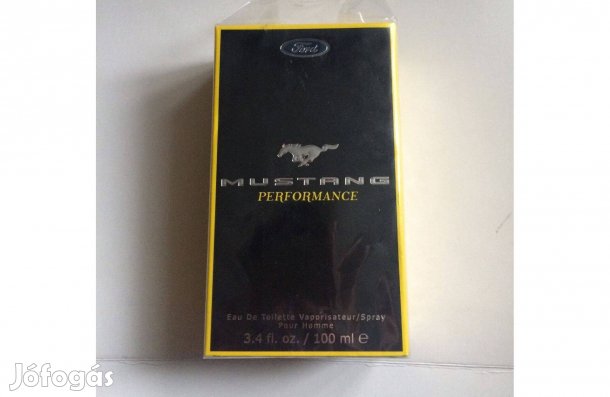 Ford
MUSTANG
PERFORMANCE
Eau De Toilette Vaporisateur/Spray
Pour Homme
3.4 fl. oz. / 100 ml ℮
Jófogás